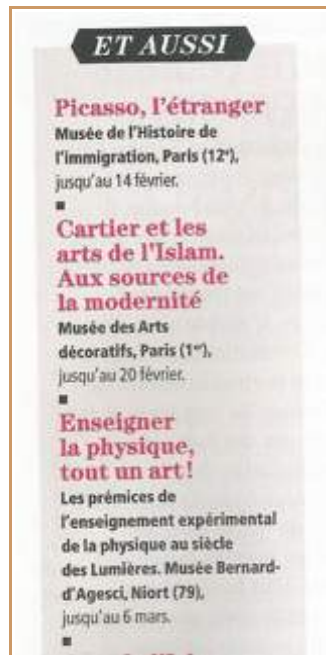 ET AUSSI
Picasso, l'étranger
Musée de l'Histoire de
l'immigration, Paris (12e),
jusqu'au 14 février.
Cartier et les
arts de l'Islam.
Aux sources de
la modernité
Musée des Arts
décoratifs, Paris (1er),
jusqu'au 20 février.
Enseigner
la physique,
tout un art !
Les prémices de
l'enseignement expérimental
de la physique au siècle
des Lumières. Musée Bernard-
d'Agesci, Niort (79),
jusqu'au 6 mars.